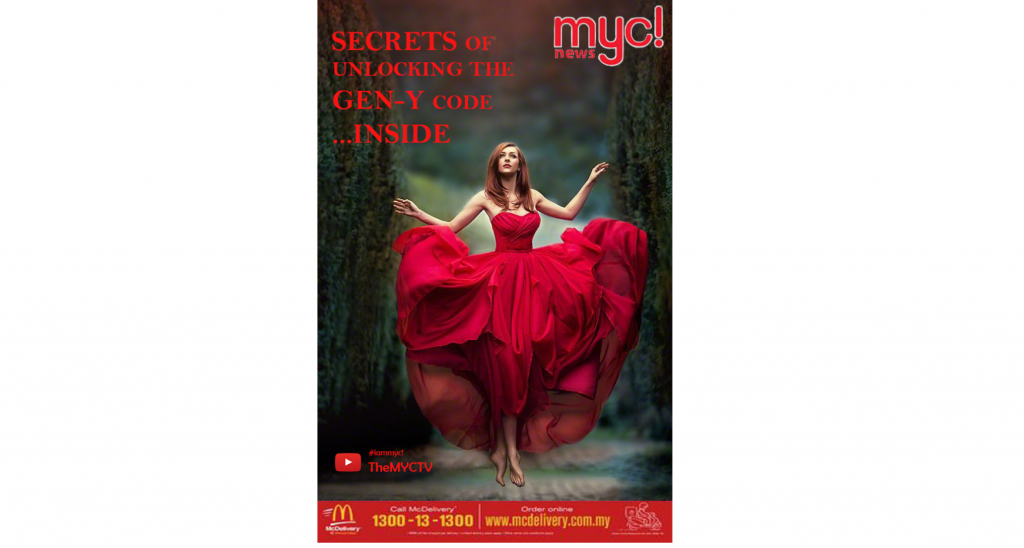 SECRETS OF
UNLOCKING THE
GEN-Y CODE
...INSIDE
myc!
news
TheMYCTV
McDelivery
Call McDelivery
1300-13-1300
Order online
www.mcdelivery.com.my